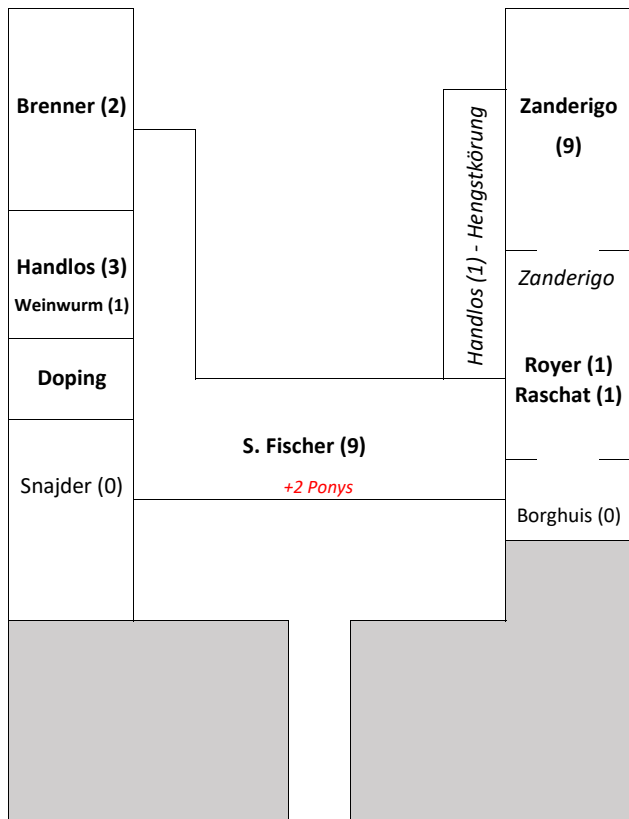 Brenner (2)
Handlos (3)
Weinwurm (1)
Doping
Snajder (0)
S. Fischer (9)
+2 Ponys
Handlos (1) - Hengstkörung
Zanderigo
(9)
Zanderigo
Royer (1)
Raschat (1)
Borghuis (0)